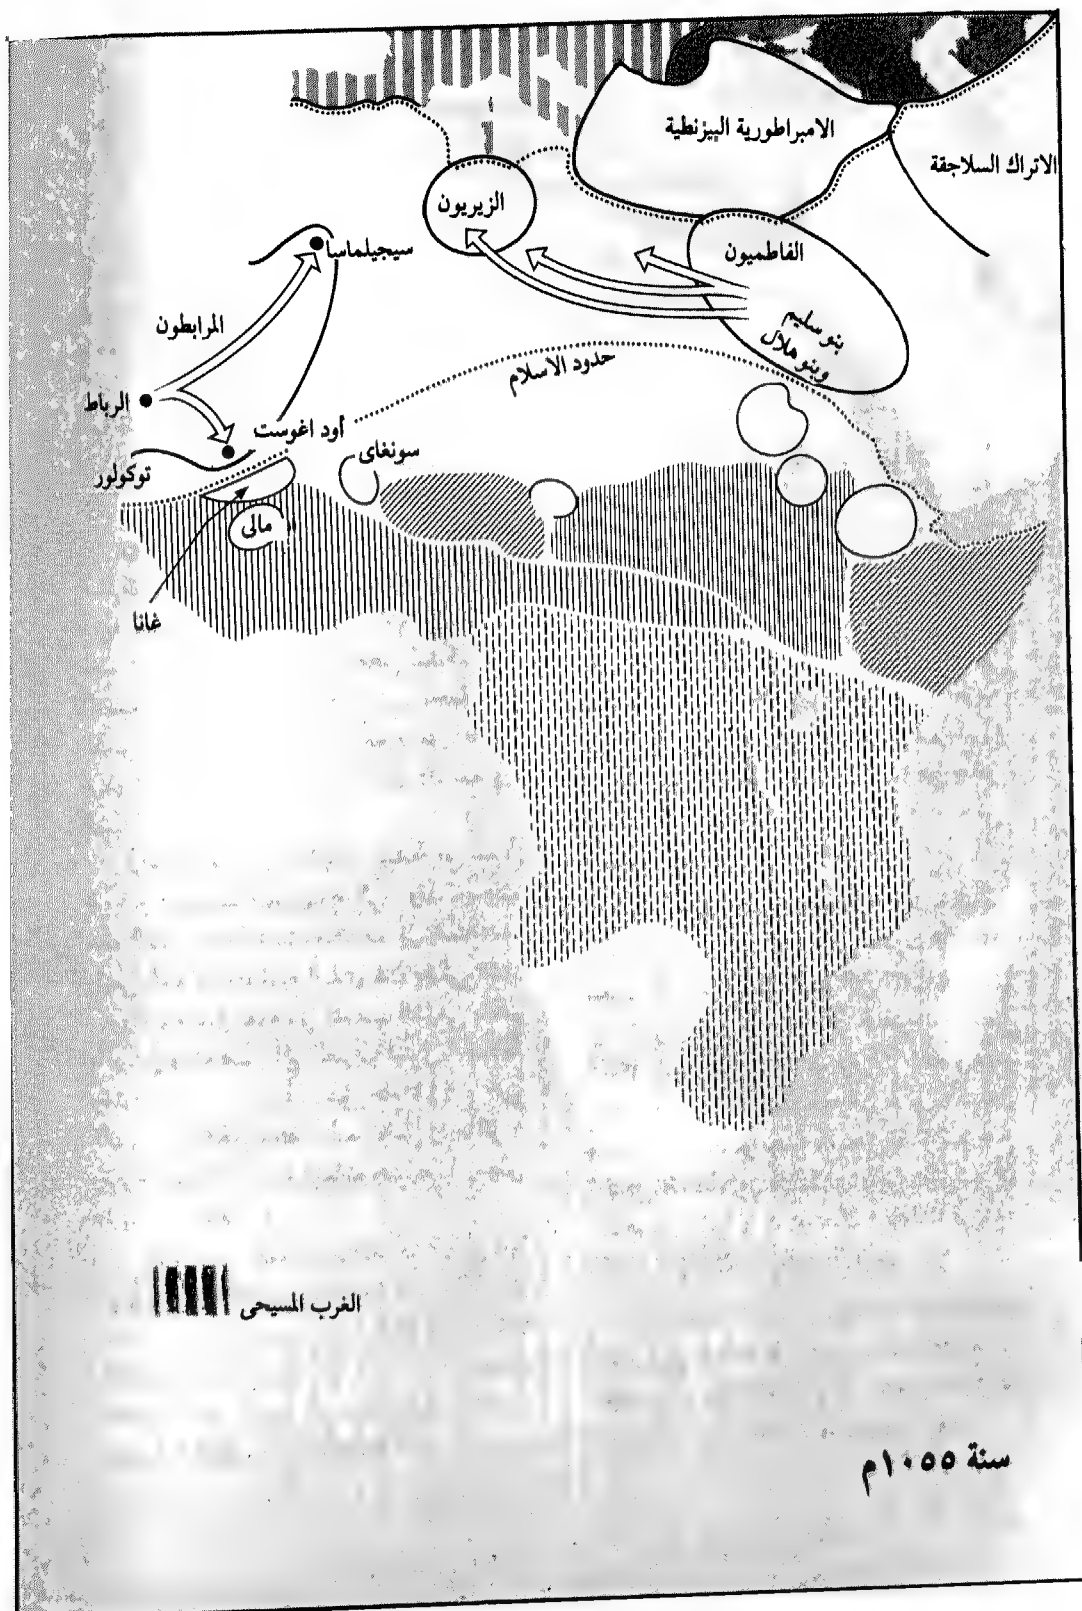 الامبراطورية البيزنطية
الاتراك السلاجقة
الزيريون
الفاطميون
سيجيلماسا
بنو سليم
وبنو هلال
المرابطون
حدود الاسلام
الرباط
أود اغوست
سونغاى
توكولور
مالى
غانا
الغرب المسيحى
سنة ١٠٥٥م